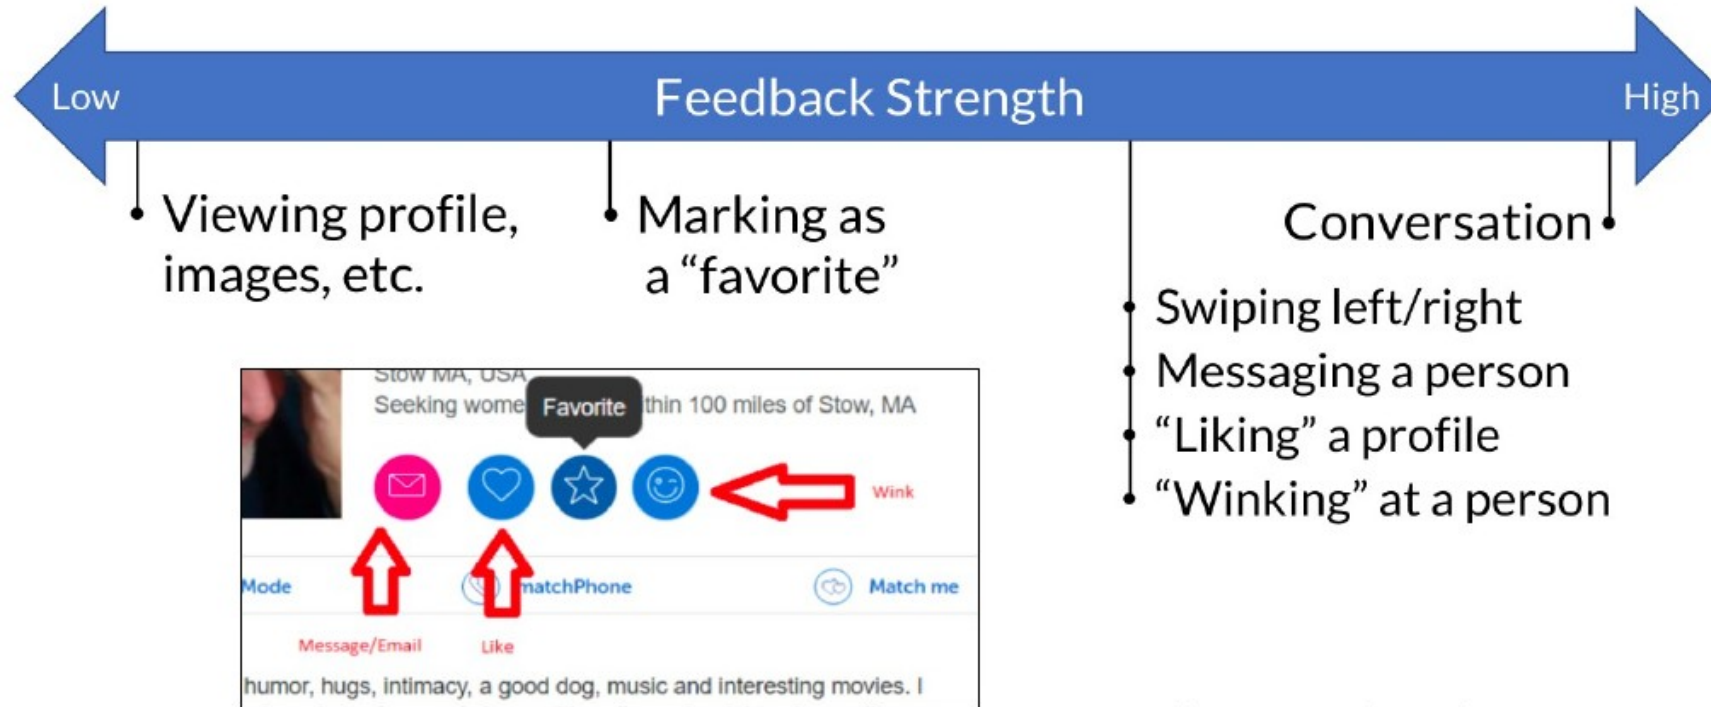 Low
Feedback Strength
High
• Viewing profile,
images, etc.
• Marking as
a “favorite”
Conversation •
• Swiping left/right
• Messaging a person
• “Liking” a profile
• “Winking” at a person
Stow MA, USA
Seeking wome
Favorite
thin 100 miles of Stow, MA
Wink
Mode
matchPhone
Match me
Message/Email
Like
humor, hugs, intimacy, a good dog, music and interesting movies. I